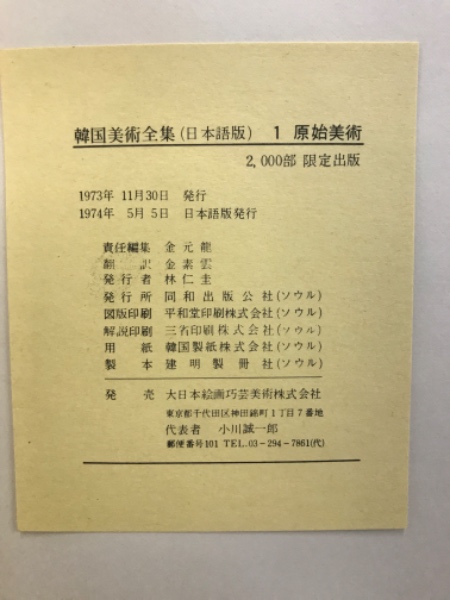 韓国美術全集(日本語版) 1 原始美術
2,000部 限定出版
1973年 11月30日 発行
1974年 5月 5日 日本語版発行
責任編集 金元龍
翻訳 金素雲
発行者 林仁圭
発行所 同和出版公社(ソウル)
図版印刷 平和堂印刷株式会社(ソウル)
解説印刷 三省印刷株式会社(ソウル)
用紙 韓国製紙株式会社(ソウル)
製本 建明製冊社(ソウル)
発売 大日本絵画巧芸美術株式会社
東京都千代田区神田錦町1丁目7番地
代表者 小川誠一郎
郵便番号101 TEL.03-294-7861(代)